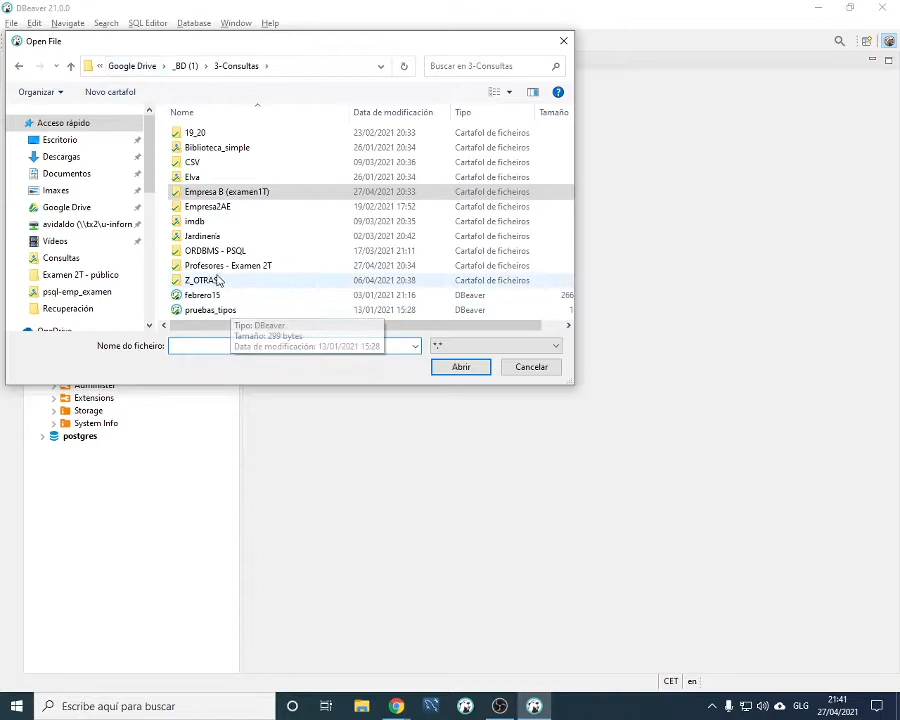 DBeaver 21.0.0
File Edit Navigate Search SQL Editor Database Window Help
Open File
« Google Drive › _BD (1) › 3-Consultas ›
Buscar en 3-Consultas
Organizar Novo cartafol
Nome Data de modificación Tipo Tamaño
Acceso rápido
Escritorio
Descargas
Documentos
Imaxes
Google Drive
avidaldo (\\tx2\u-inforn
Vídeos
Consultas
Examen 2T - público
psql-emp_examen
Recuperación
OneDrive
19_20 23/02/2021 20:33 Cartafol de ficheiros
Biblioteca_simple 26/01/2021 20:34 Cartafol de ficheiros
CSV 09/03/2021 20:36 Cartafol de ficheiros
Elva 26/01/2021 20:34 Cartafol de ficheiros
Empresa B (examen1T) 27/04/2021 20:33 Cartafol de ficheiros
Empresa2AE 19/02/2021 17:52 Cartafol de ficheiros
imdb 09/03/2021 20:35 Cartafol de ficheiros
Jardinería 02/03/2021 20:42 Cartafol de ficheiros
ORDBMS - PSQL 17/03/2021 21:11 Cartafol de ficheiros
Profesores - Examen 2T 27/04/2021 20:34 Cartafol de ficheiros
Z_OTRAS 06/04/2021 20:38 Cartafol de ficheiros
febrero15 03/01/2021 21:16 DBeaver 266
pruebas_tipos 13/01/2021 15:28 DBeaver 1
Tipo: DBeaver
Tamaño: 299 bytes
Data de modificación: 13/01/2021 15:28
Nome do ficheiro:
*.*
Abrir Cancelar
Administer
Extensions
Storage
System Info
postgres
CET en
Escribe aquí para buscar
GLG
21:41
27/04/2021